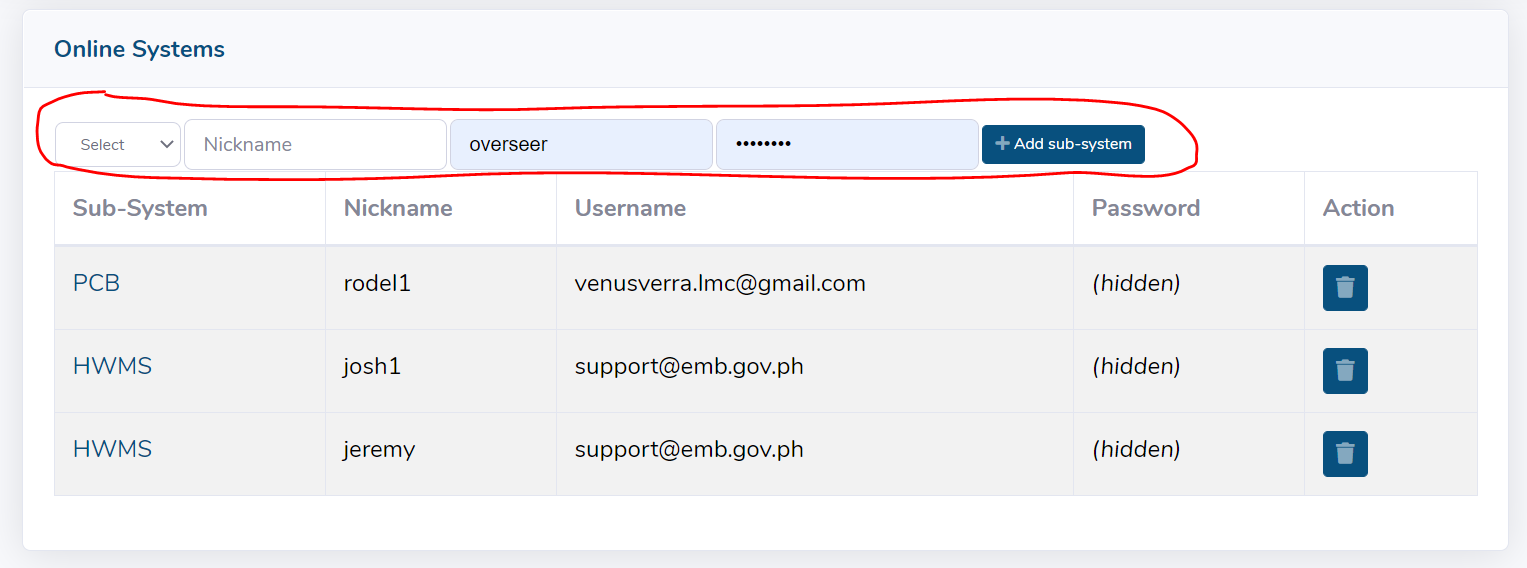 Online Systems
Select Nickname overseer •••••••• Add sub-system
Sub-System Nickname Username Password Action
PCB rodel1 venusverra.lmc@gmail.com (hidden)
HWMS josh1 support@emb.gov.ph (hidden)
HWMS jeremy support@emb.gov.ph (hidden)